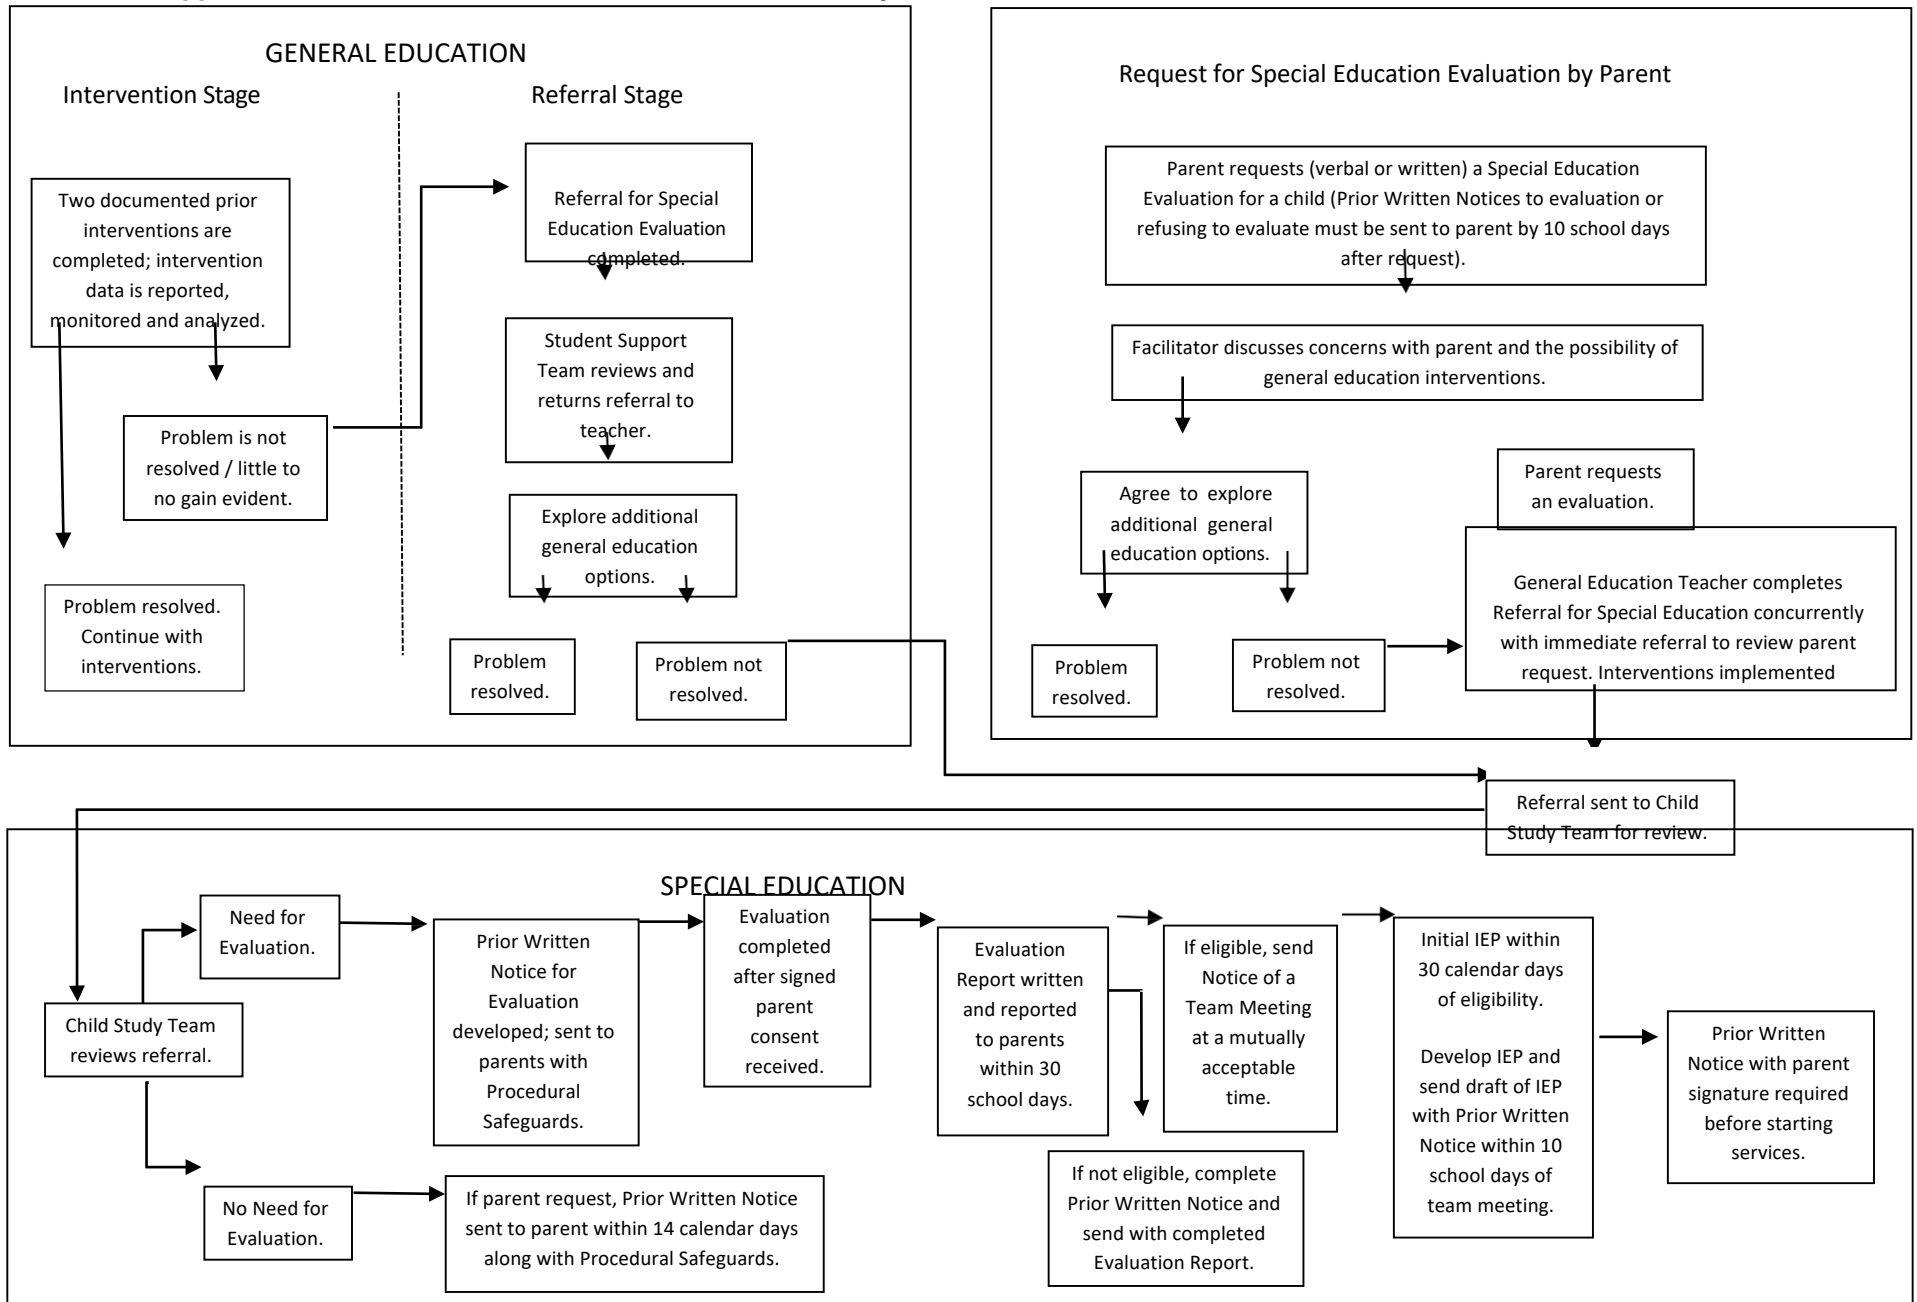 GENERAL EDUCATION
Intervention Stage
Referral Stage
Two documented prior
interventions are
completed; intervention
data is reported,
monitored and analyzed.
Problem is not
resolved / little to
no gain evident.
Problem resolved.
Continue with
interventions.
Referral for Special
Education Evaluation
completed.
Student Support
Team reviews and
returns referral to
teacher.
Explore additional
general education
options.
Problem
resolved.
Problem not
resolved.
Request for Special Education Evaluation by Parent
Parent requests (verbal or written) a Special Education
Evaluation for a child (Prior Written Notices to evaluation or
refusing to evaluate must be sent to parent by 10 school days
after request).
Facilitator discusses concerns with parent and the possibility of
general education interventions.
Agree to explore
additional general
education options.
Parent requests
an evaluation.
Problem
resolved.
Problem not
resolved.
General Education Teacher completes
Referral for Special Education concurrently
with immediate referral to review parent
request. Interventions implemented
Referral sent to Child
Study Team for review.
SPECIAL EDUCATION
Child Study Team
reviews referral.
Need for
Evaluation.
Prior Written
Notice for
Evaluation
developed; sent to
parents with
Procedural
Safeguards.
Evaluation
completed
after signed
parent
consent
received.
Evaluation
Report written
and reported
to parents
within 30
school days.
If eligible, send
Notice of a
Team Meeting
at a mutually
acceptable
time.
Initial IEP within
30 calendar days
of eligibility.
Develop IEP and
send draft of IEP
with Prior Written
Notice within 10
school days of
team meeting.
Prior Written
Notice with parent
signature required
before starting
services.
No Need for
Evaluation.
If parent request, Prior Written Notice
sent to parent within 14 calendar days
along with Procedural Safeguards.
If not eligible, complete
Prior Written Notice and
send with completed
Evaluation Report.